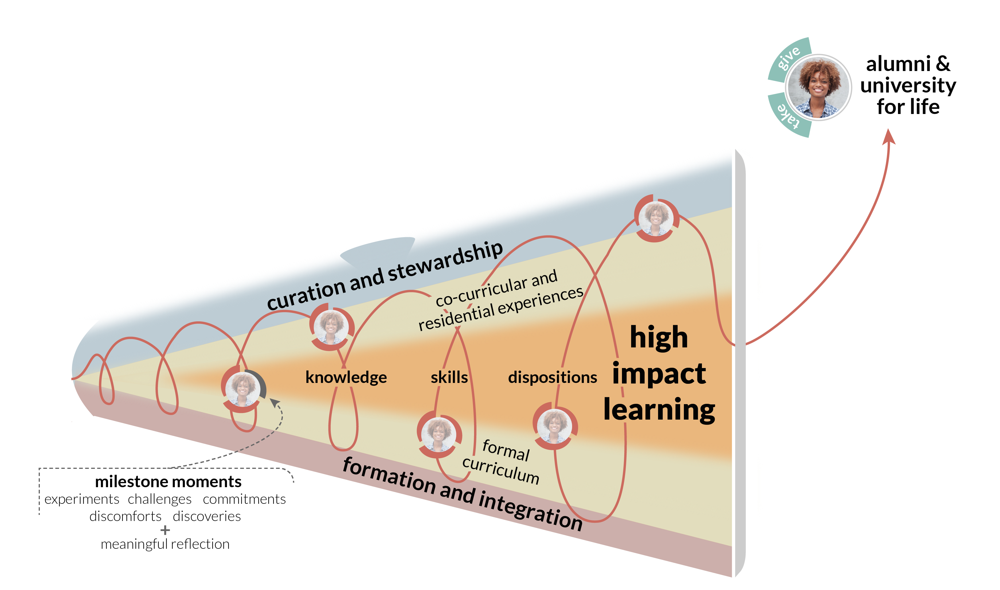 give
take
alumni &
university
for life
curation and stewardship
co-curricular and
residential experiences
high
impact
learning
knowledge
skills
dispositions
formal
curriculum
formation and integration
milestone moments
experiments challenges commitments
discomforts discoveries
+
meaningful reflection